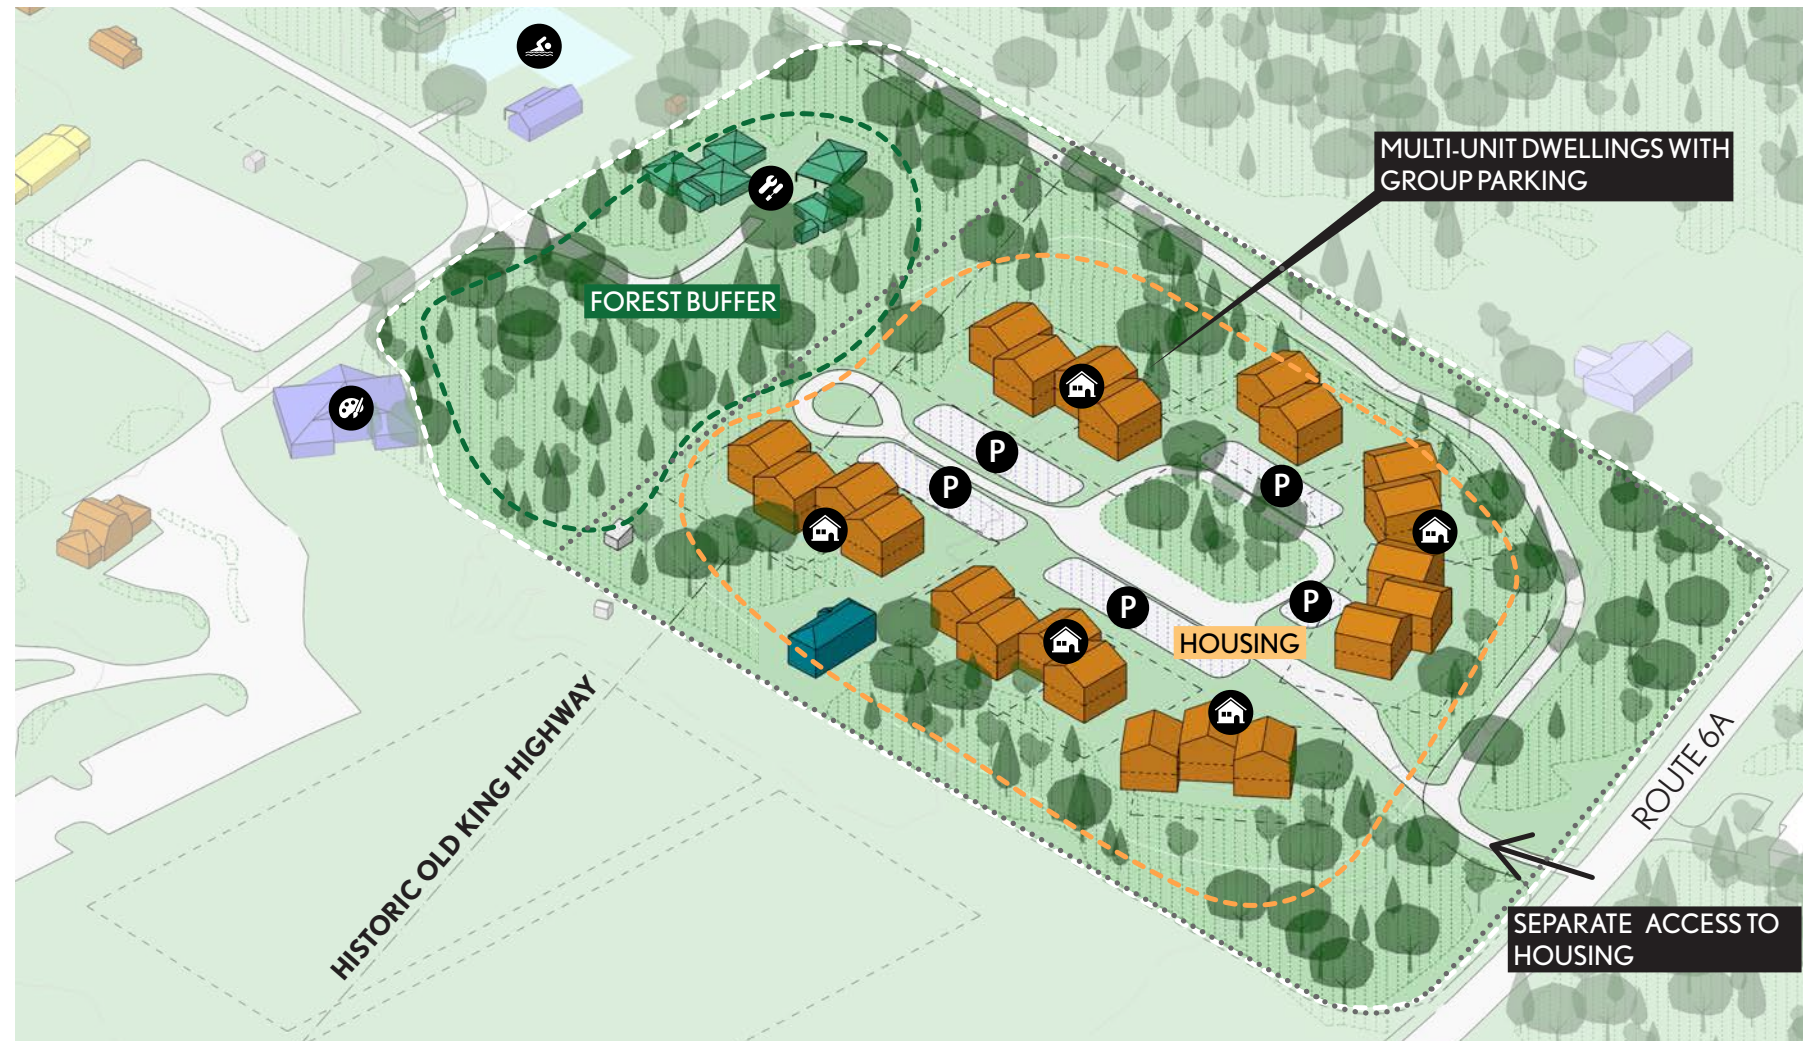 MULTI-UNIT DWELLINGS WITH
GROUP PARKING
FOREST BUFFER
P
P
P
P
P
HOUSING
HISTORIC OLD KING HIGHWAY
ROUTE 6A
SEPARATE ACCESS TO
HOUSING